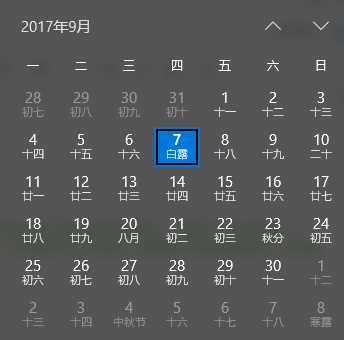 2017年9月
一 二 三 四 五 六 日
28 29 30 31 1 2 3
初七 初八 初九 初十 十一 十二 十三
4 5 6 7 8 9 10
十四 十五 十六 白露 十八 十九 二十
11 12 13 14 15 16 17
廿一 廿二 廿三 廿四 廿五 廿六 廿七
18 19 20 21 22 23 24
廿八 廿九 八月 初二 初三 秋分 初五
25 26 27 28 29 30 1
初六 初七 初八 初九 初十 十一 十二
2 3 4 5 6 7 8
十三 十四 中秋节 十六 十七 十八 寒露